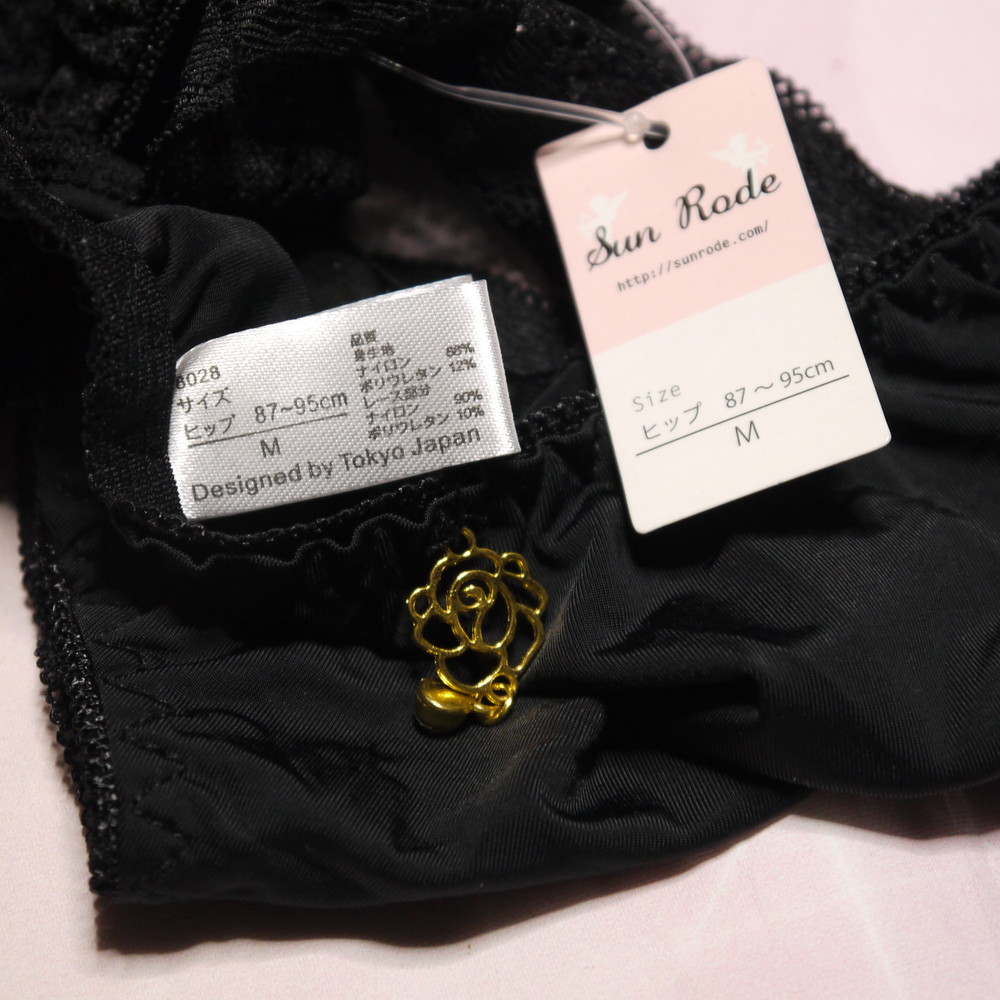 Sun Rode
http://sunrode.com/
Size
ヒップ 87～95cm
M
8028
サイズ
ヒップ 87~95cm
M
品質
身生地
ナイロン 88%
ポリウレタン 12%
レース部分
ナイロン 90%
ポリウレタン 10%
Designed by Tokyo Japan